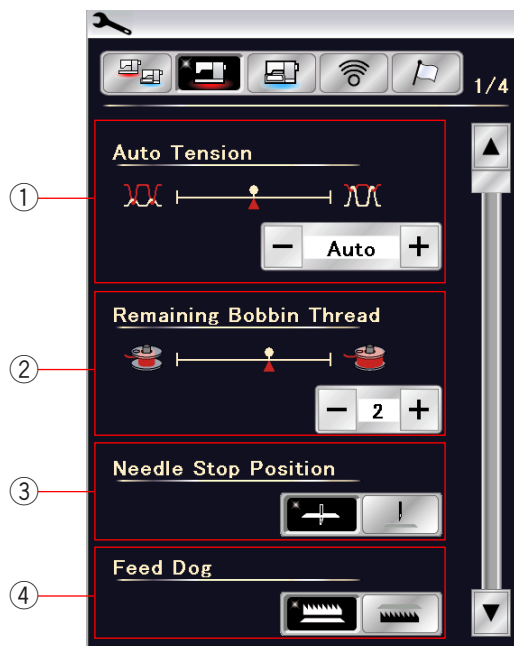 1/4
① Auto Tension
− Auto +
② Remaining Bobbin Thread
− 2 +
③ Needle Stop Position
④ Feed Dog